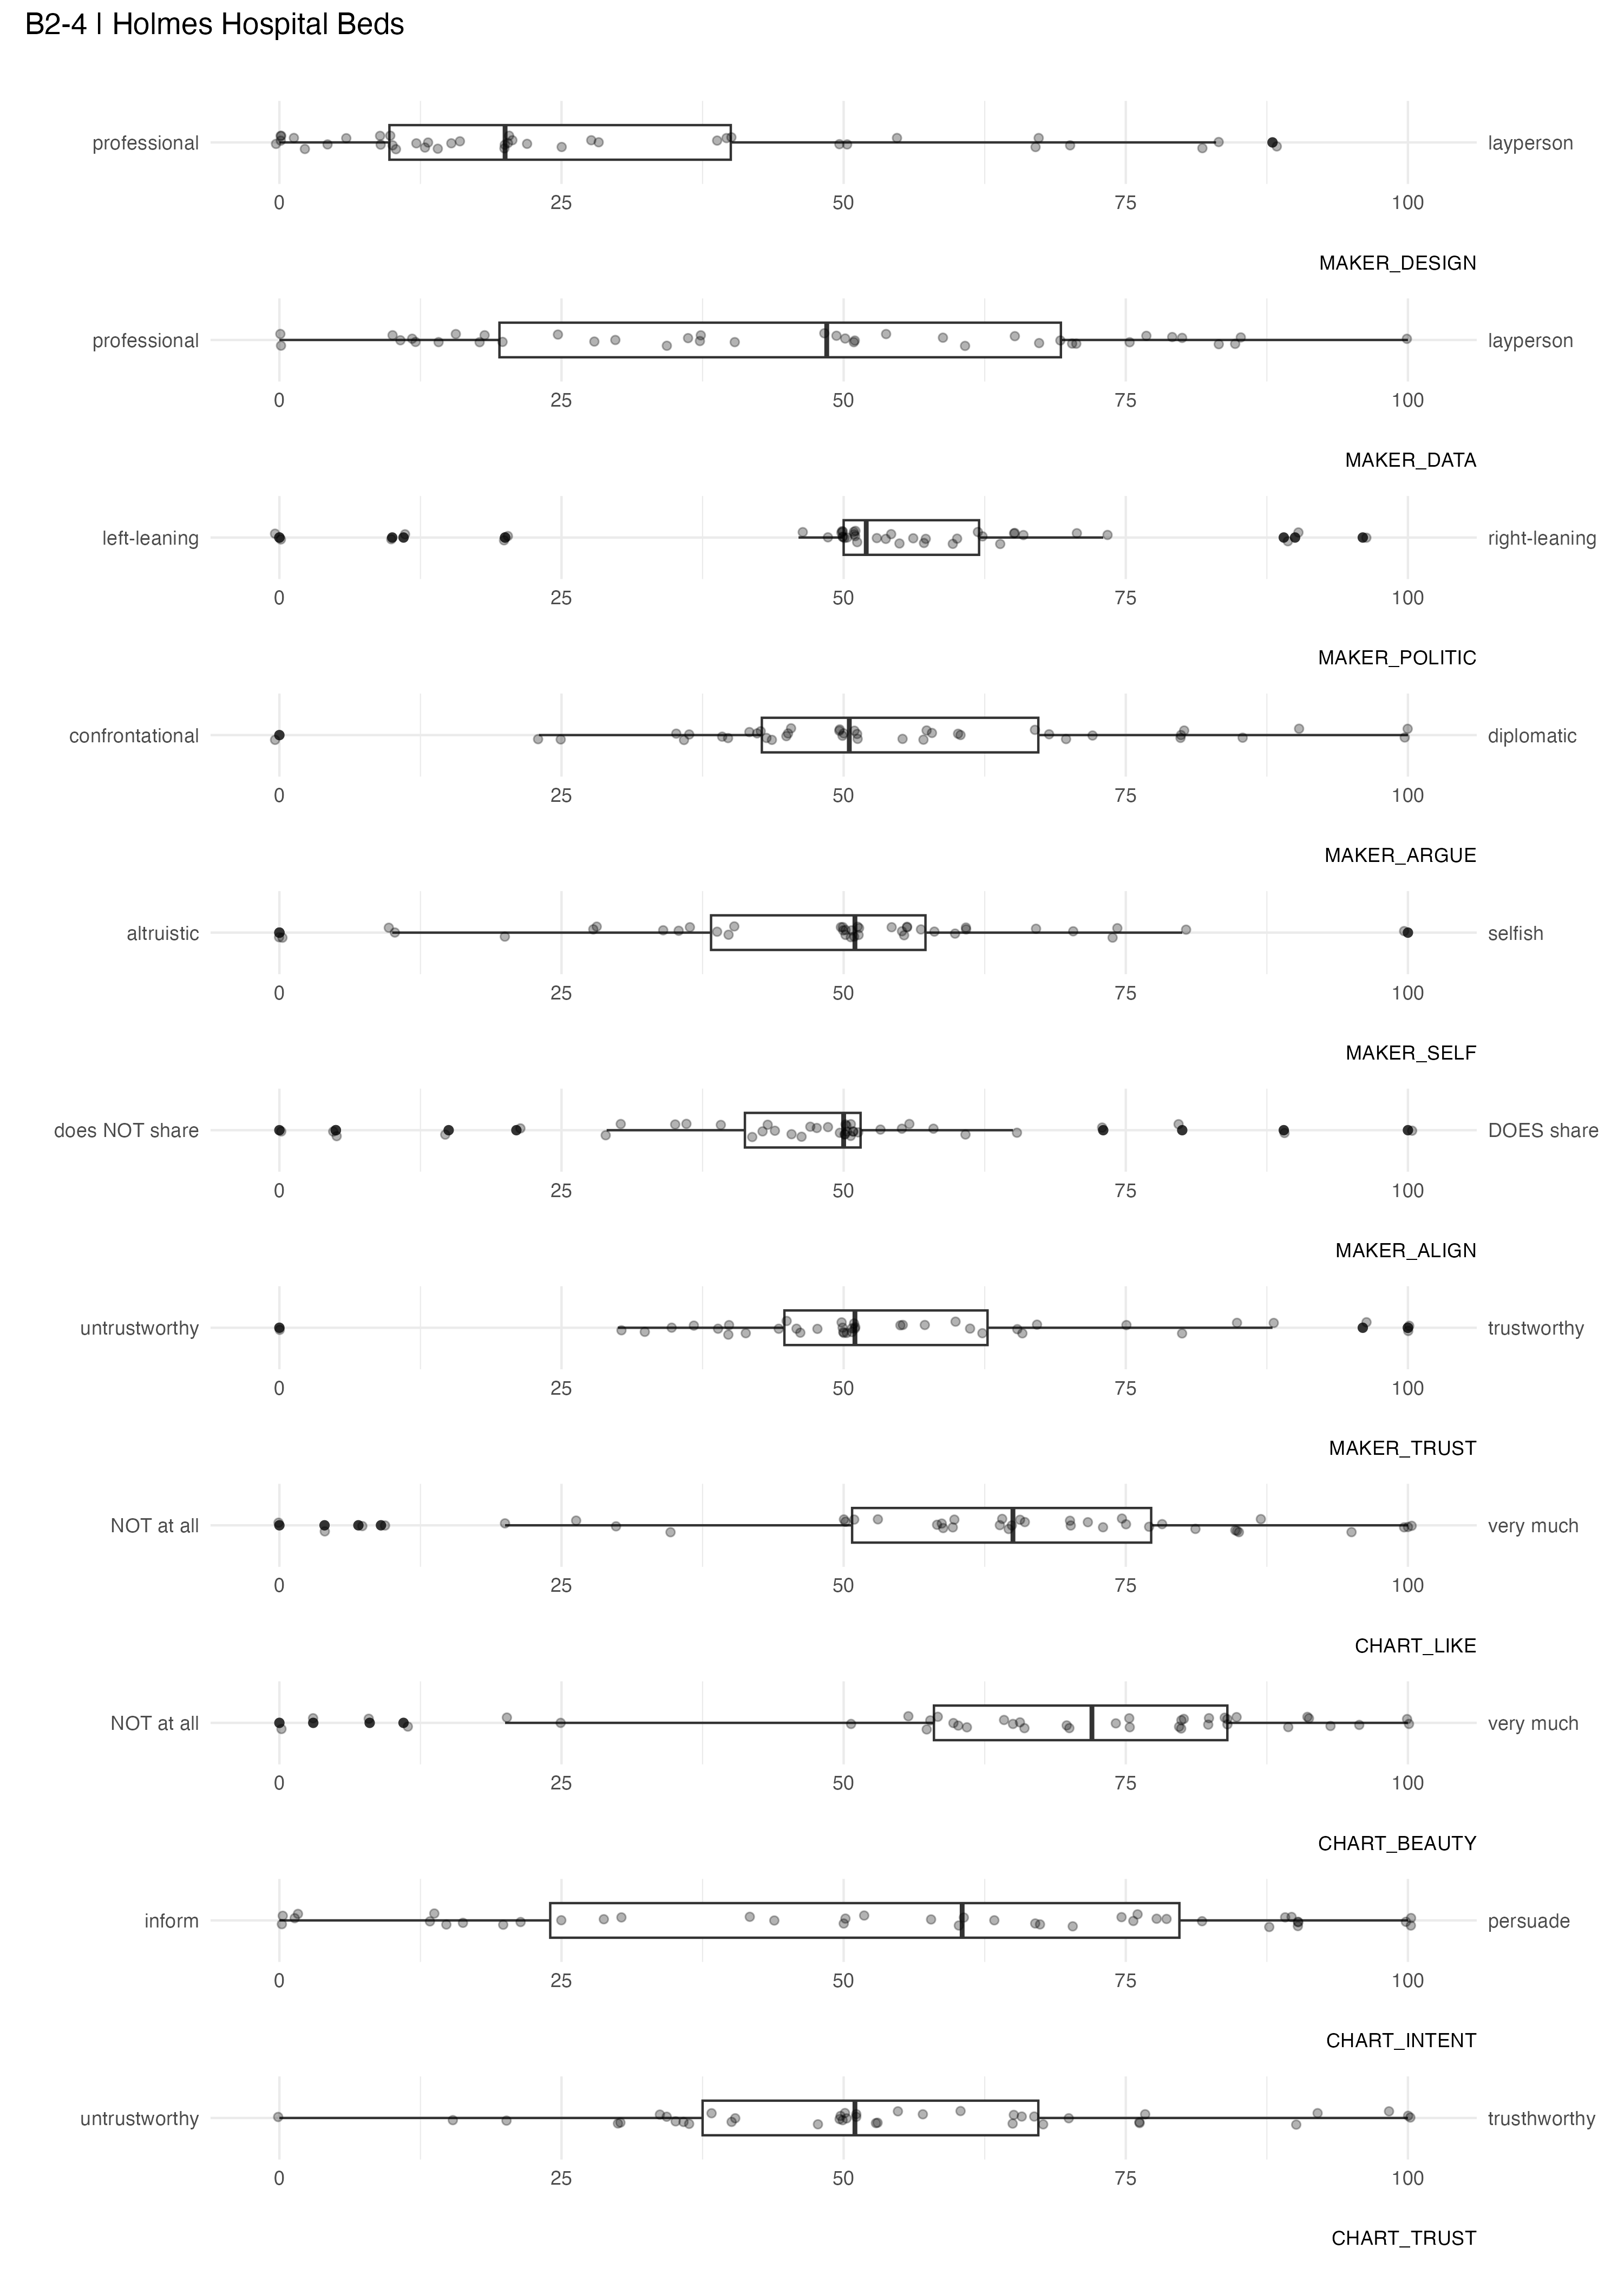 B2-4 | Holmes Hospital Beds
professional layperson
0 25 50 75 100
MAKER_DESIGN
professional layperson
0 25 50 75 100
MAKER_DATA
left-leaning right-leaning
0 25 50 75 100
MAKER_POLITIC
confrontational diplomatic
0 25 50 75 100
MAKER_ARGUE
altruistic selfish
0 25 50 75 100
MAKER_SELF
does NOT share DOES share
0 25 50 75 100
MAKER_ALIGN
untrustworthy trustworthy
0 25 50 75 100
MAKER_TRUST
NOT at all very much
0 25 50 75 100
CHART_LIKE
NOT at all very much
0 25 50 75 100
CHART_BEAUTY
inform persuade
0 25 50 75 100
CHART_INTENT
untrustworthy trusthworthy
0 25 50 75 100
CHART_TRUST